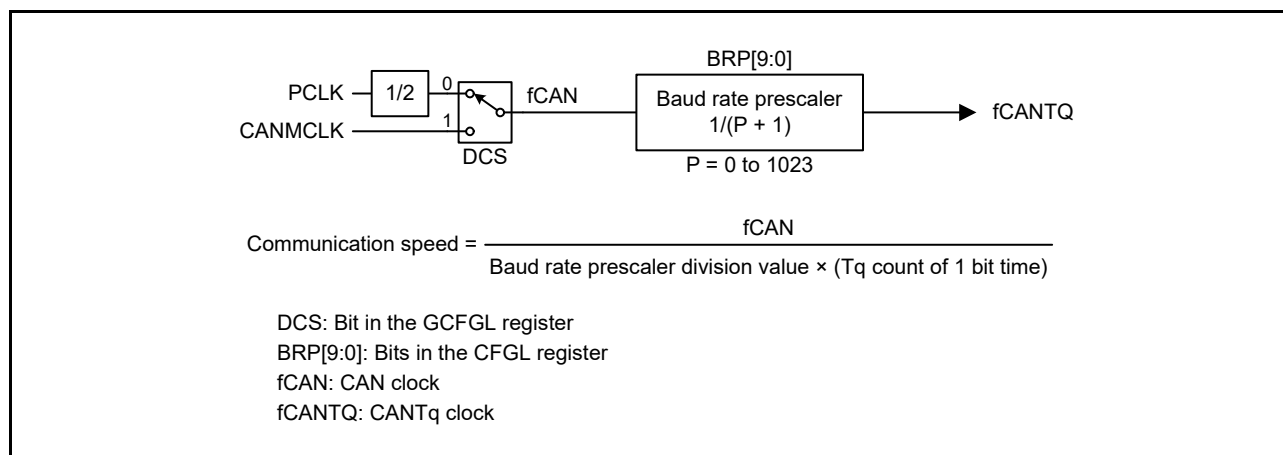 BRP[9:0]
PCLK
1/2
0
fCAN
Baud rate prescaler
1/(P + 1)
fCANTQ
CANMCLK
1
DCS
P = 0 to 1023
Communication speed = fCAN
Baud rate prescaler division value × (Tq count of 1 bit time)
DCS: Bit in the GCFGL register
BRP[9:0]: Bits in the CFGL register
fCAN: CAN clock
fCANTQ: CANTq clock